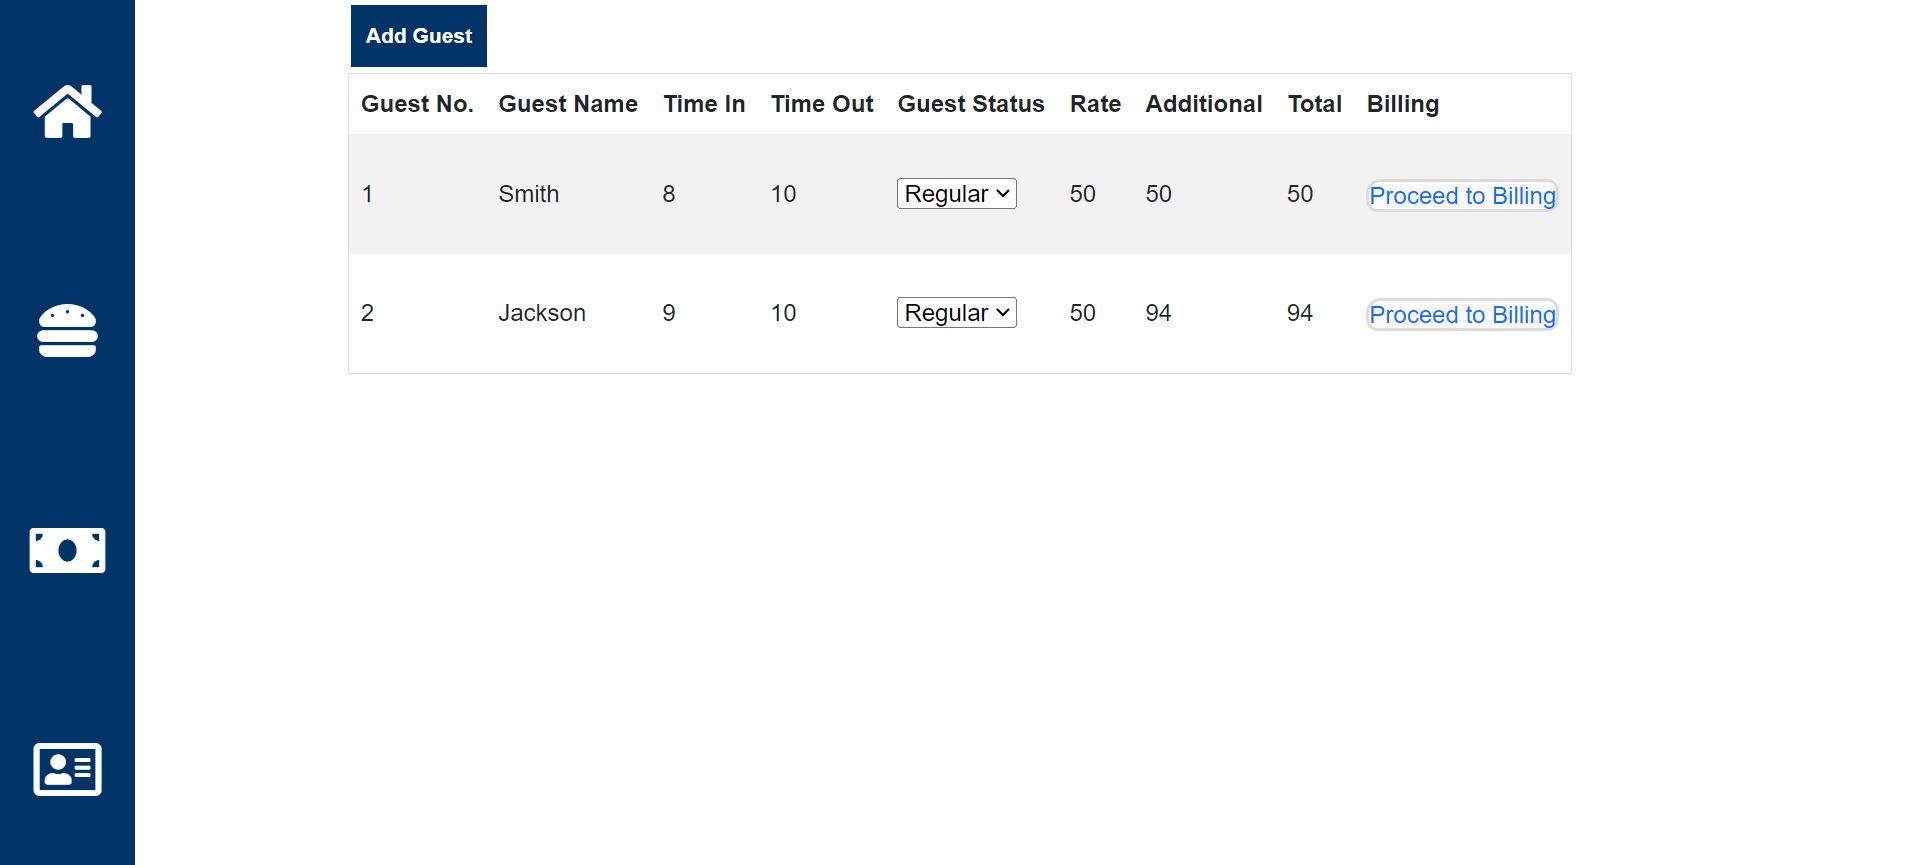 Add Guest
Guest No. Guest Name Time In Time Out Guest Status Rate Additional Total Billing
1 Smith 8 10 Regular 50 50 50 Proceed to Billing
2 Jackson 9 10 Regular 50 94 94 Proceed to Billing